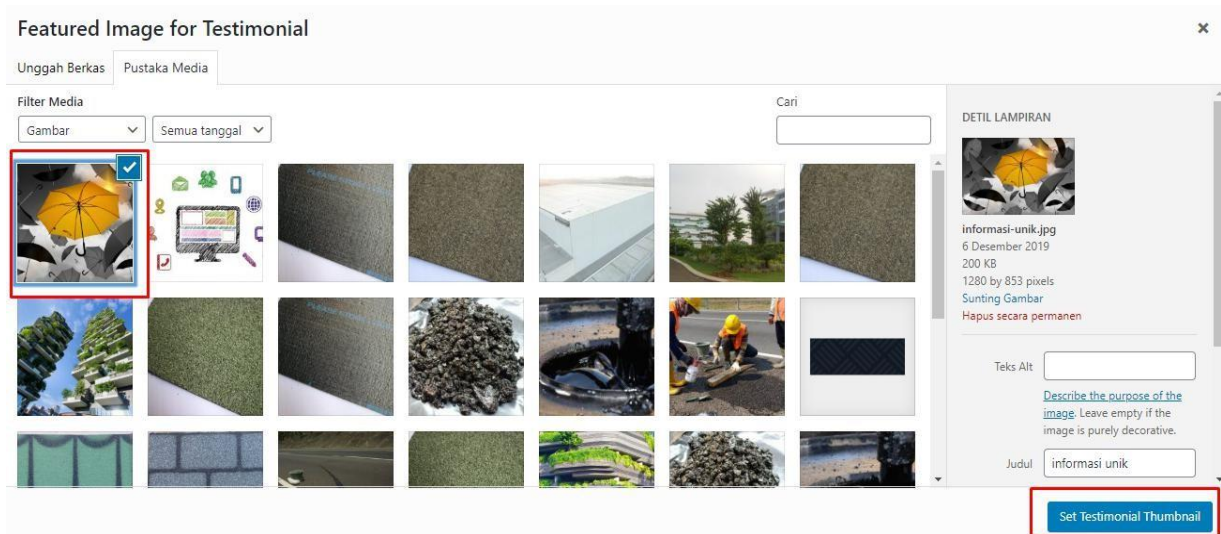 Featured Image for Testimonial
Unggah Berkas
Pustaka Media
Filter Media
Cari
Gambar
Semua tanggal
DETIL LAMPIRAN
informasi-unik.jpg
6 Desember 2019
200 KB
1280 by 853 pixels
Sunting Gambar
Hapus secara permanen
Teks Alt
Describe the purpose of the
image. Leave empty if the
image is purely decorative.
Judul
informasi unik
Set Testimonial Thumbnail